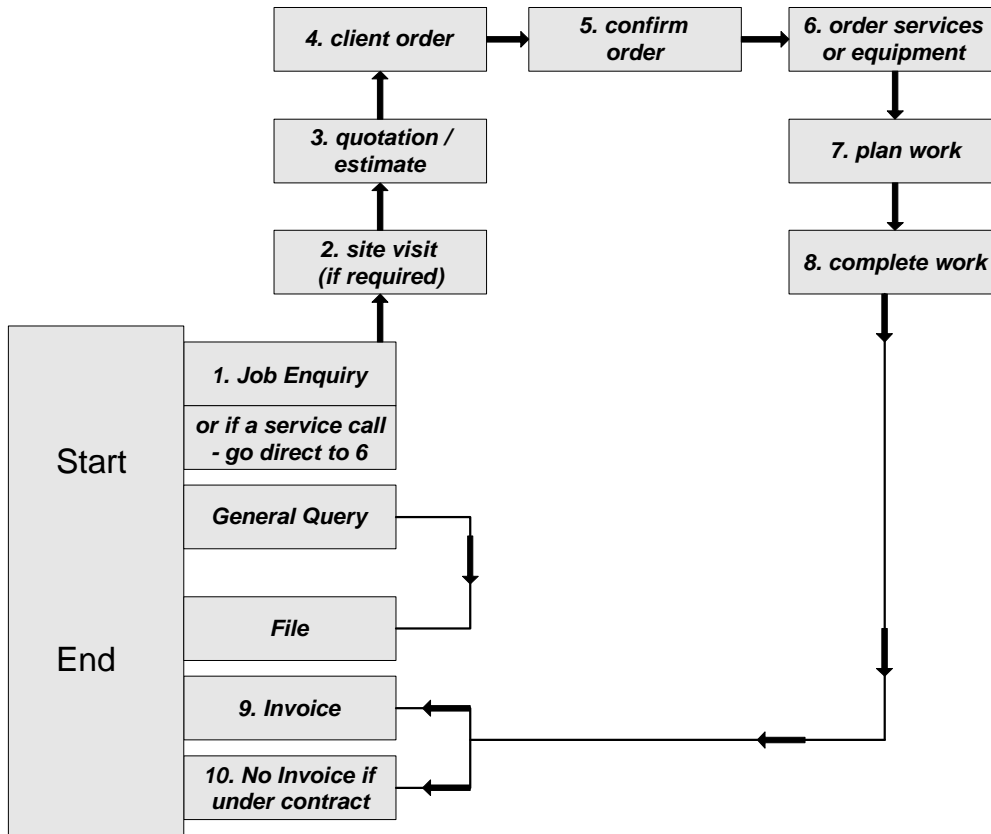 4. client order
5. confirm
order
6. order services
or equipment
3. quotation /
estimate
7. plan work
2. site visit
(if required)
8. complete work
Start
1. Job Enquiry
or if a service call
- go direct to 6
General Query
End
File
9. Invoice
10. No Invoice if
under contract